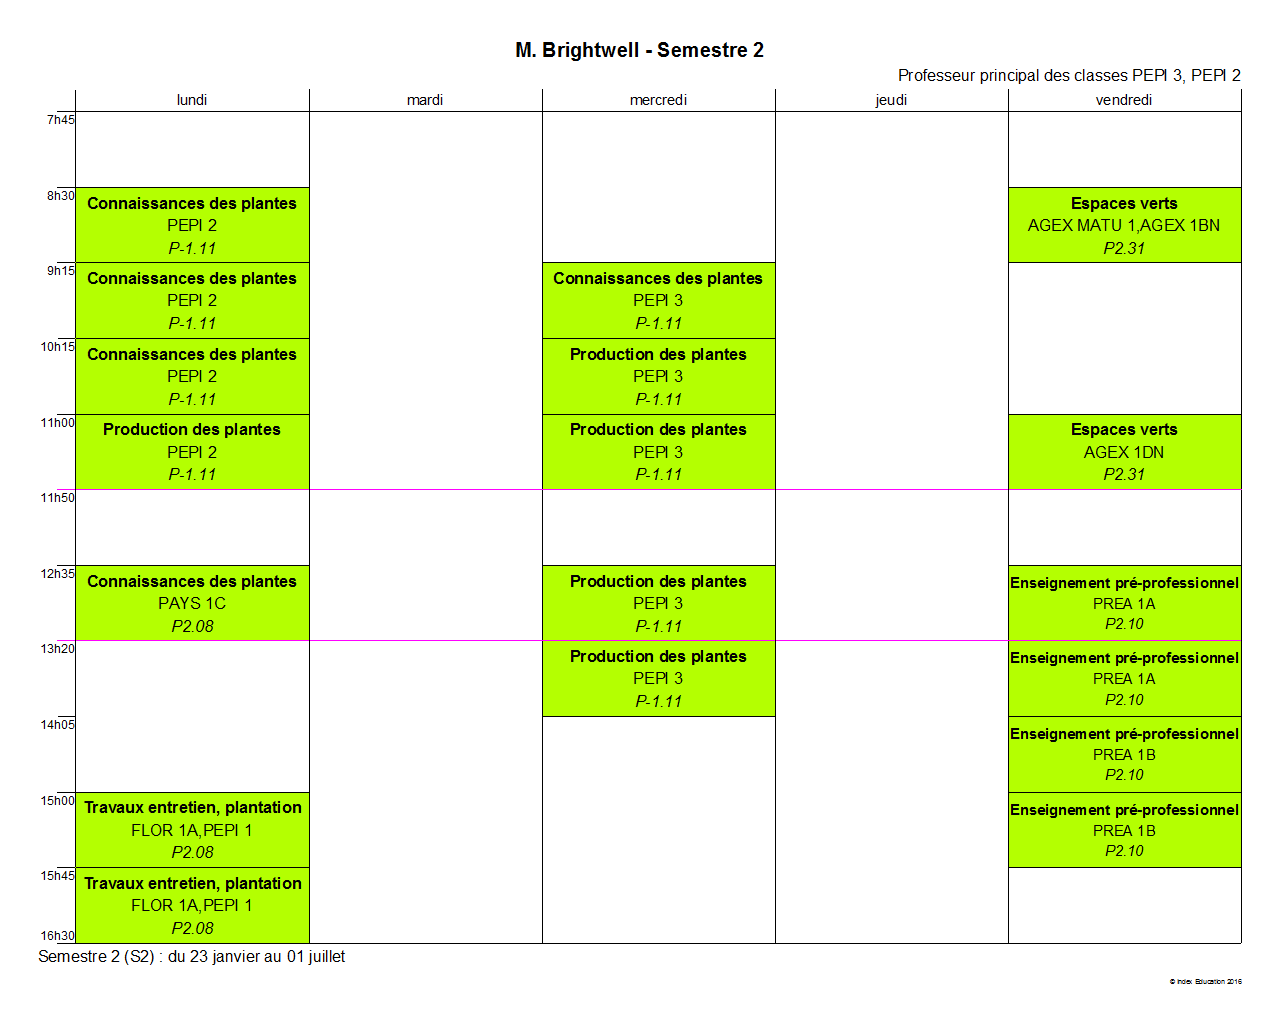 M. Brightwell - Semestre 2
Professeur principal des classes PEPI 3, PEPI 2
lundi mardi mercredi jeudi vendredi
7h45
8h30
Connaissances des plantes Espaces verts
PEPI 2 AGEX MATU 1,AGEX 1BN
P-1.11 P2.31
9h15
Connaissances des plantes Connaissances des plantes
PEPI 2 PEPI 3
P-1.11 P-1.11
10h15
Connaissances des plantes Production des plantes
PEPI 2 PEPI 3
P-1.11 P-1.11
11h00
Production des plantes Production des plantes Espaces verts
PEPI 2 PEPI 3 AGEX 1DN
P-1.11 P-1.11 P2.31
11h50
12h35
Connaissances des plantes Production des plantes Enseignement pré-professionnel
PAYS 1C PEPI 3 PREA 1A
P2.08 P-1.11 P2.10
13h20
Production des plantes Enseignement pré-professionnel
PEPI 3 PREA 1A
P-1.11 P2.10
14h05
Enseignement pré-professionnel
PREA 1B
P2.10
15h00
Travaux entretien, plantation Enseignement pré-professionnel
FLOR 1A,PEPI 1 PREA 1B
P2.08 P2.10
15h45
Travaux entretien, plantation
FLOR 1A,PEPI 1
P2.08
16h30
Semestre 2 (S2) : du 23 janvier au 01 juillet
© Index Education 2016